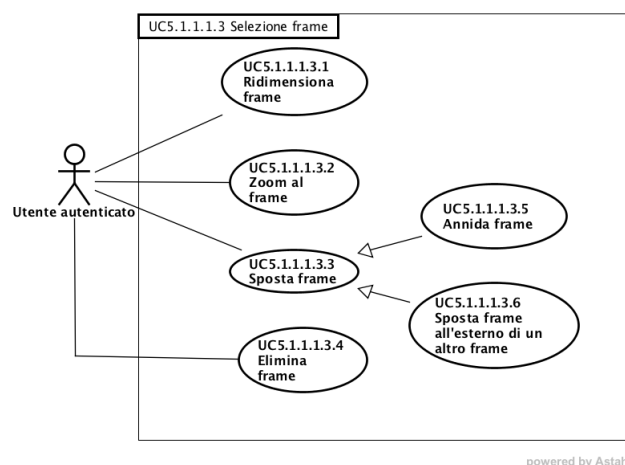 UC5.1.1.1.3 Selezione frame
UC5.1.1.1.3.1
Ridimensiona
frame
UC5.1.1.1.3.2
Zoom al
frame
Utente autenticato
UC5.1.1.1.3.5
Annida frame
UC5.1.1.1.3.3
Sposta frame
UC5.1.1.1.3.6
Sposta frame
all'esterno di un
altro frame
UC5.1.1.1.3.4
Elimina
frame
powered by Astah